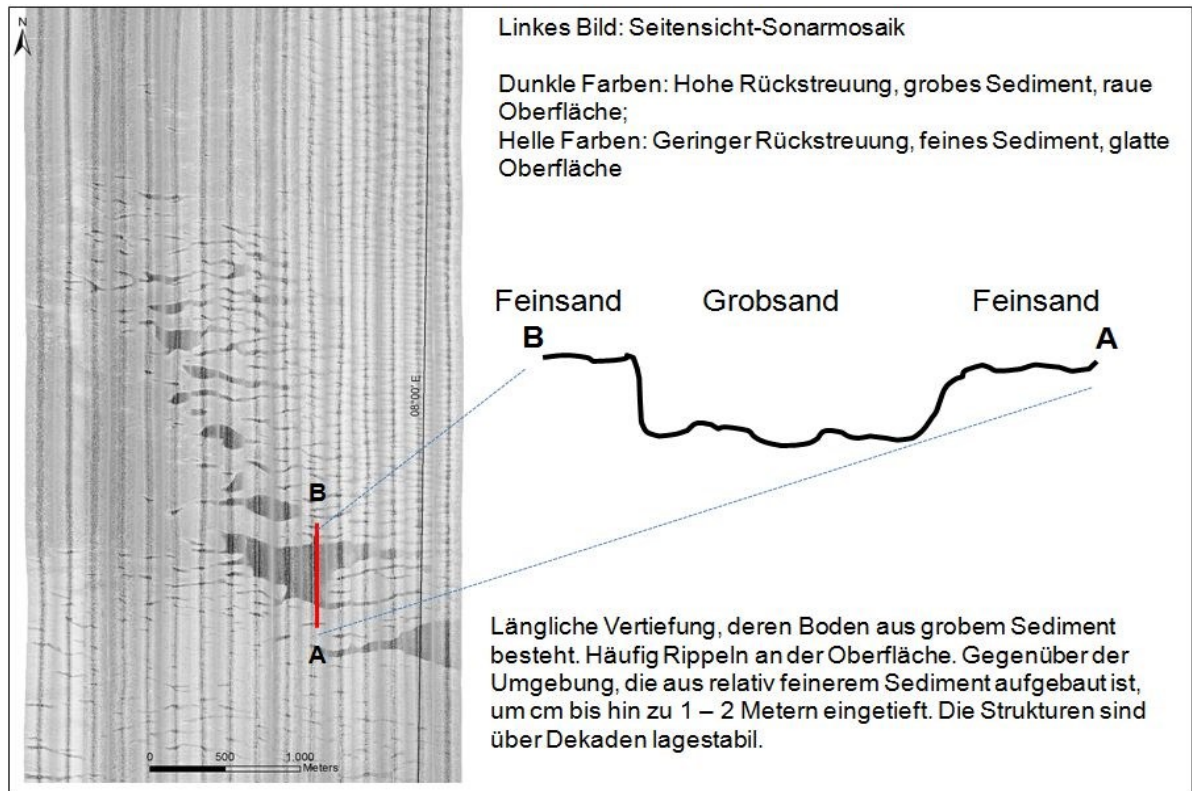 N
Linkes Bild: Seitensicht-Sonarmosaik
Dunkle Farben: Hohe Rückstreuung, grobes Sediment, raue
Oberfläche;
Helle Farben: Geringer Rückstreuung, feines Sediment, glatte
Oberfläche
Feinsand Grobsand Feinsand
B A
08°00' E
B
A
Längliche Vertiefung, deren Boden aus grobem Sediment
besteht. Häufig Rippeln an der Oberfläche. Gegenüber der
Umgebung, die aus relativ feinerem Sediment aufgebaut ist,
um cm bis hin zu 1 – 2 Metern eingetieft. Die Strukturen sind
über Dekaden lagestabil.
0 500 1.000
Meters